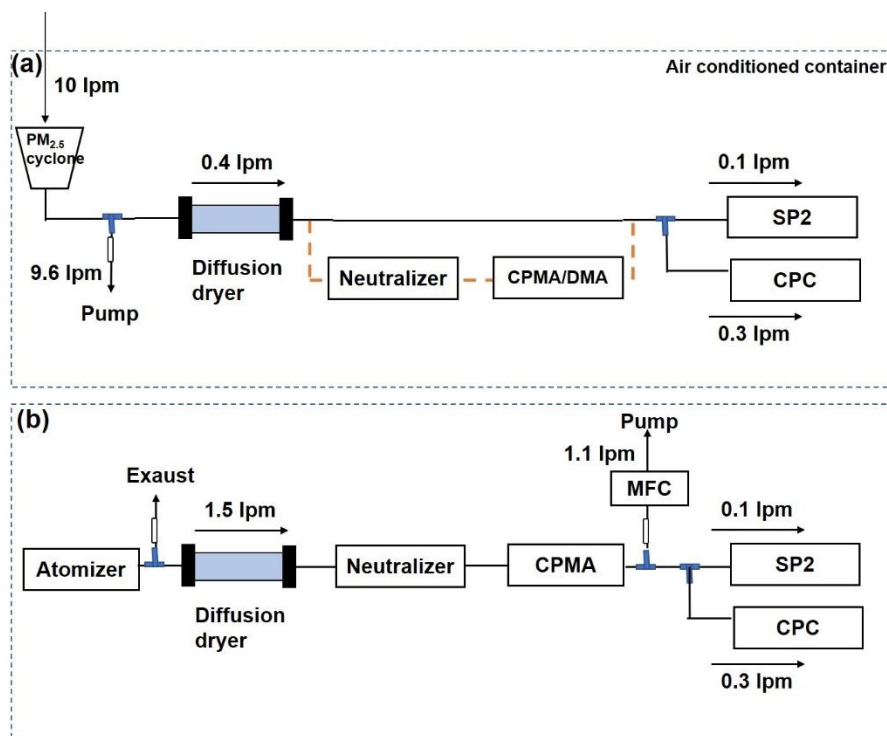 (a)
Air conditioned container
10 lpm
PM2.5
cyclone
0.4 lpm
0.1 lpm
SP2
9.6 lpm
Pump
Diffusion
dryer
Neutralizer
CPMA/DMA
CPC
0.3 lpm
(b)
Pump
1.1 lpm
MFC
Exaust
1.5 lpm
0.1 lpm
Atomizer
Neutralizer
CPMA
SP2
Diffusion
dryer
CPC
0.3 lpm